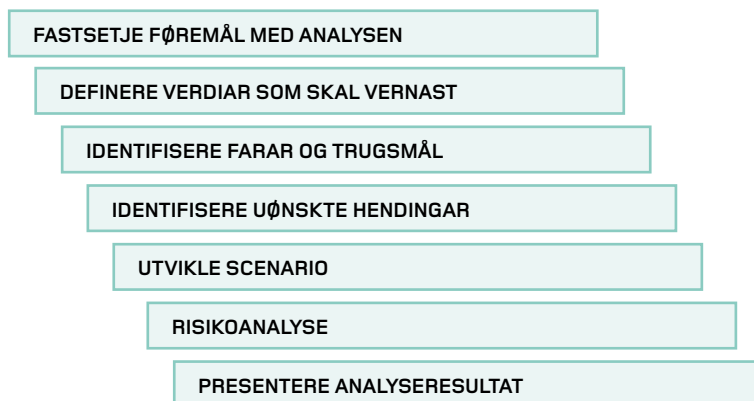 FASTSETJE FØREMÅL MED ANALYSEN
DEFINERE VERDIAR SOM SKAL VERNAST
IDENTIFISERE FARAR OG TRUGSMÅL
IDENTIFISERE UØNSKTE HENDINGAR
UTVIKLE SCENARIO
RISIKOANALYSE
PRESENTERE ANALYSERESULTAT